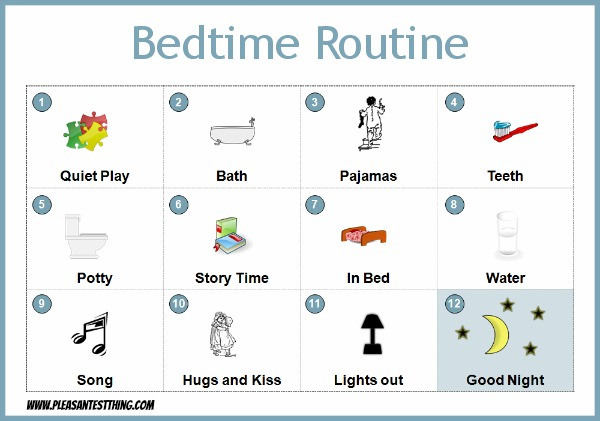 Bedtime Routine
1 2 3 4
Quiet Play Bath Pajamas Teeth
5 6 7 8
Potty Story Time In Bed Water
9 10 11 12
Song Hugs and Kiss Lights out Good Night
WWW.PLEASANTESTTHING.COM